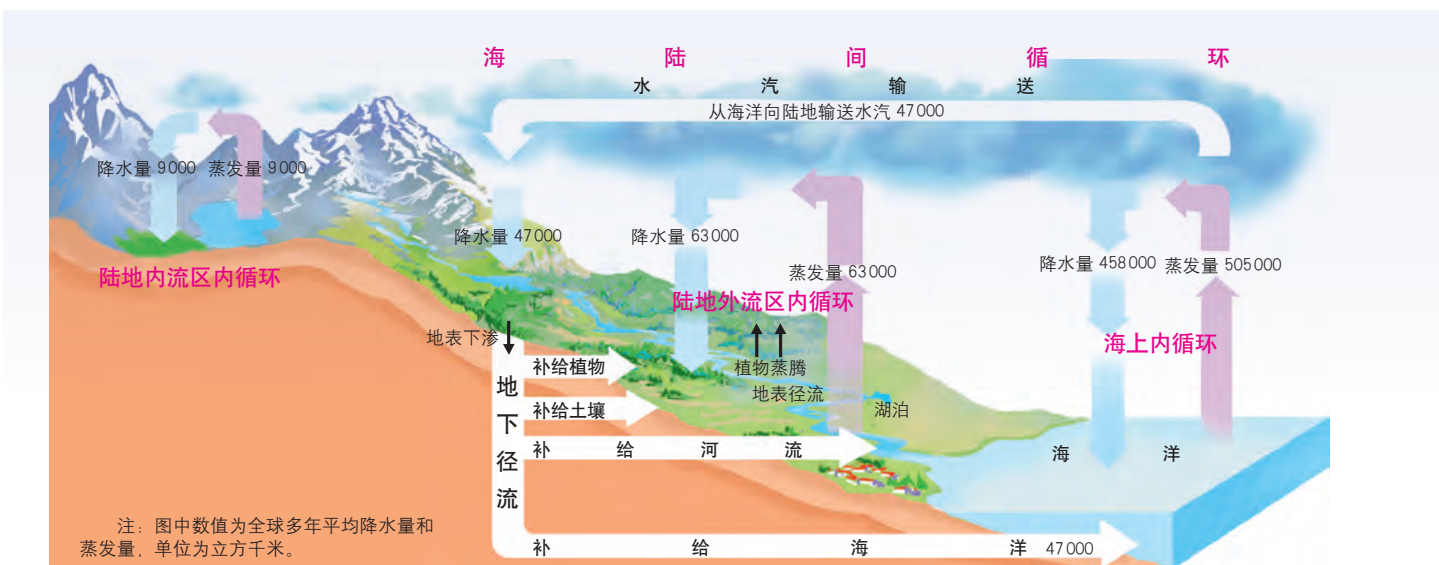 海陆间循环
水汽输送
从海洋向陆地输送水汽 47000
降水量 9000 蒸发量 9000
降水量 47000 降水量 63000
蒸发量 63000
降水量 458000 蒸发量 505000
陆地内流区内循环
陆地外流区内循环
海上内循环
地表下渗
补给植物
植物蒸腾
地表径流
补给土壤
湖泊
补给河流
海洋
地下径流
注：图中数值为全球多年平均降水量和
蒸发量，单位为立方千米。
补给海洋 47000